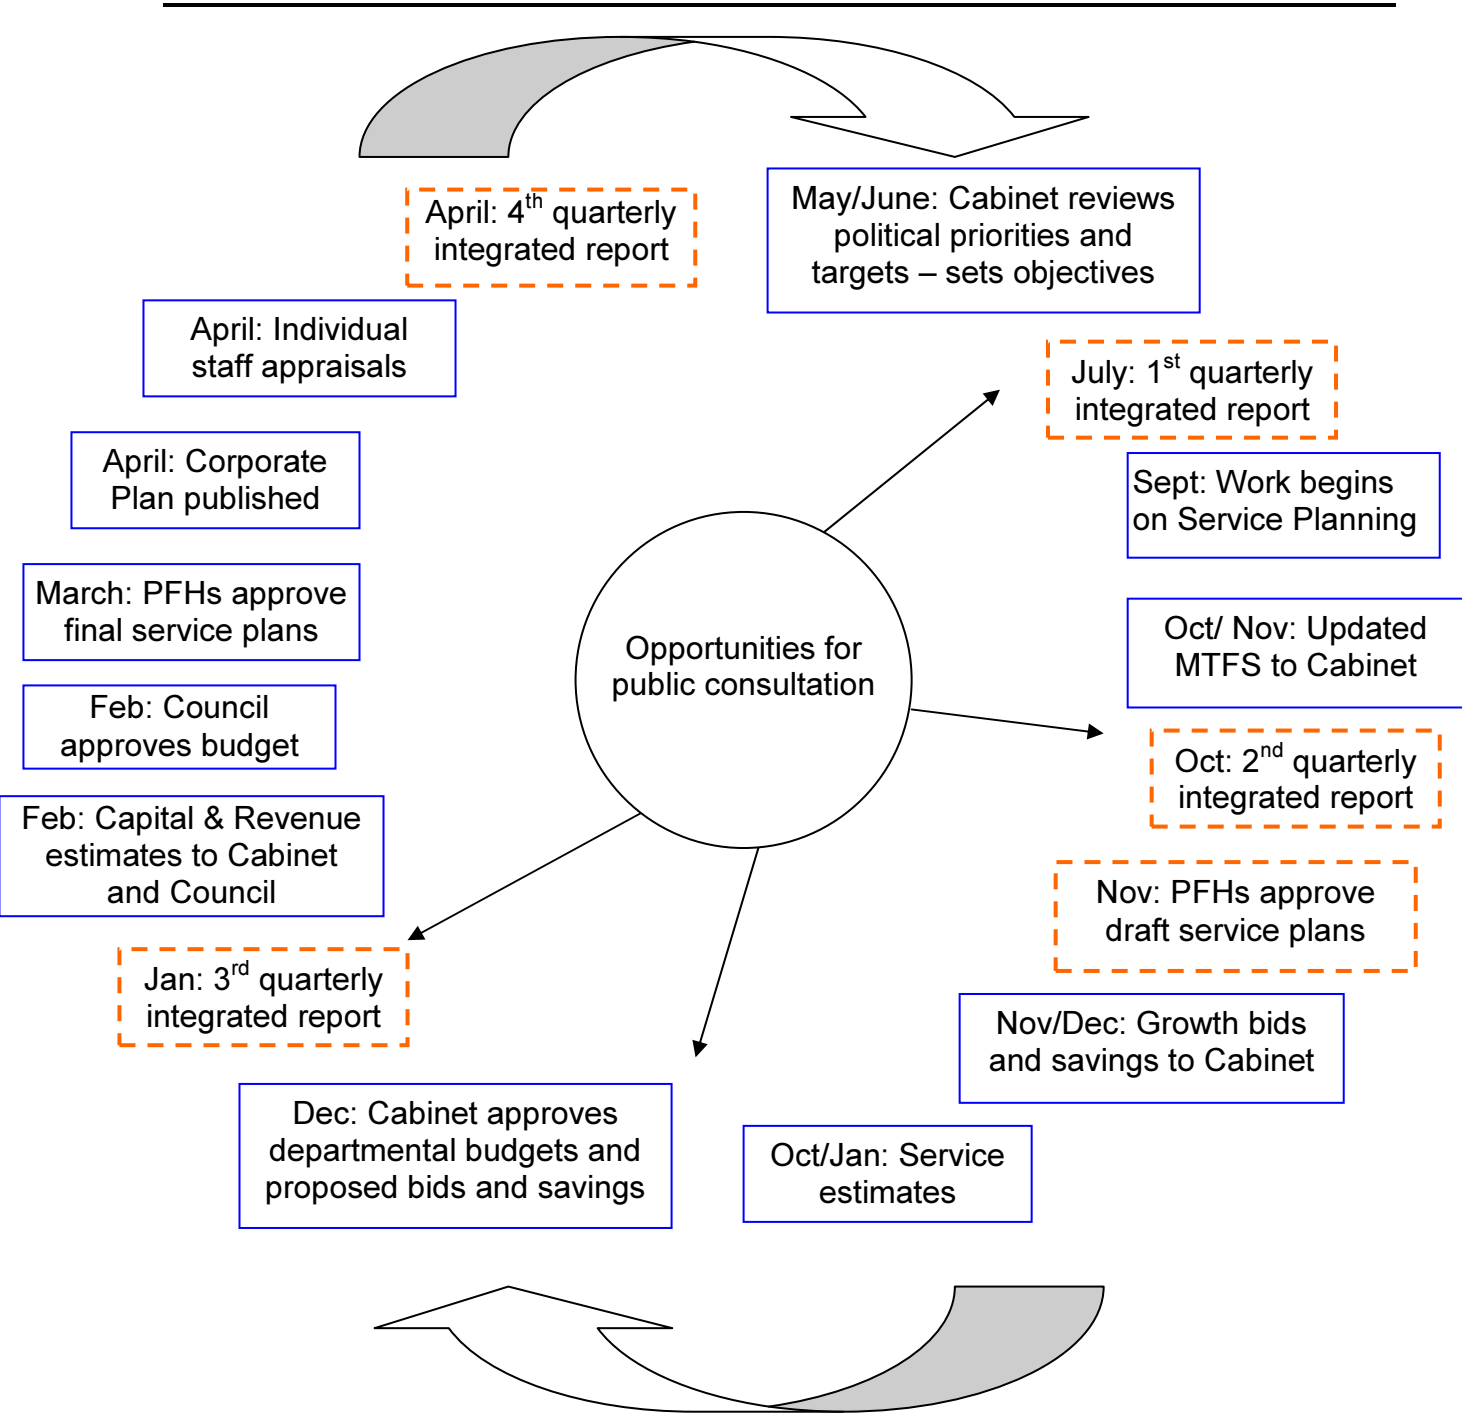 April: 4th quarterly
integrated report
May/June: Cabinet reviews
political priorities and
targets – sets objectives
April: Individual
staff appraisals
July: 1st quarterly
integrated report
April: Corporate
Plan published
Sept: Work begins
on Service Planning
March: PFHs approve
final service plans
Opportunities for
public consultation
Oct/ Nov: Updated
MTFS to Cabinet
Feb: Council
approves budget
Oct: 2nd quarterly
integrated report
Feb: Capital & Revenue
estimates to Cabinet
and Council
Nov: PFHs approve
draft service plans
Jan: 3rd quarterly
integrated report
Nov/Dec: Growth bids
and savings to Cabinet
Dec: Cabinet approves
departmental budgets and
proposed bids and savings
Oct/Jan: Service
estimates